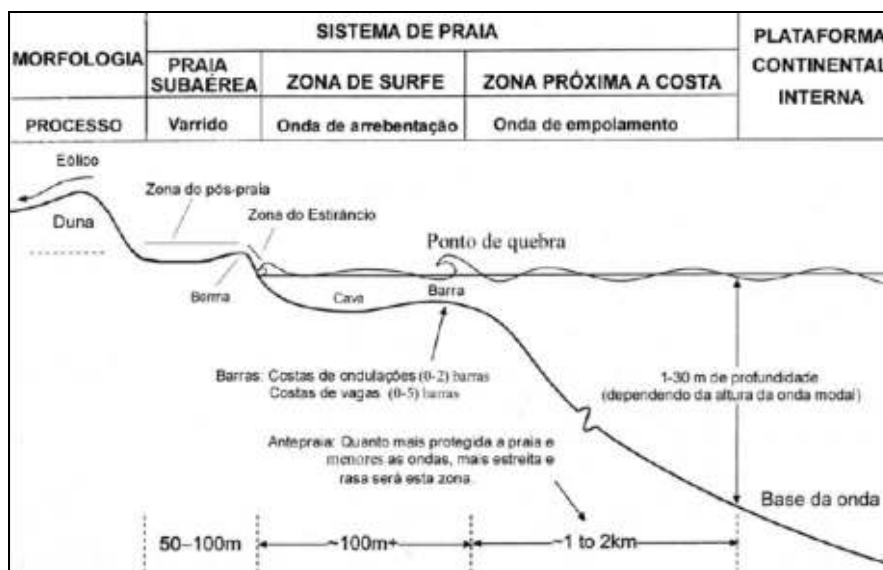 SISTEMA DE PRAIA
MORFOLOGIA
PRAIA
SUBAÉREA
ZONA DE SURFE
ZONA PRÓXIMA A COSTA
PLATAFORMA
CONTINENTAL
INTERNA
PROCESSO
Varrido
Onda de arrebentação
Onda de empolamento
Eólico
Duna
Zona do pós-praia
Zona do Estirâncio
Ponto de quebra
Berma
Cava
Barra
Barras: Costas de ondulações (0-2) barras
Costas de vagas (0-5) barras
1-30 m de profundidade
(dependendo da altura da onda modal)
Antepraia: Quanto mais protegida a praia e
menores as ondas, mais estreita e
rasa será esta zona.
Base da onda
50–100m
~100m+
~1 to 2km